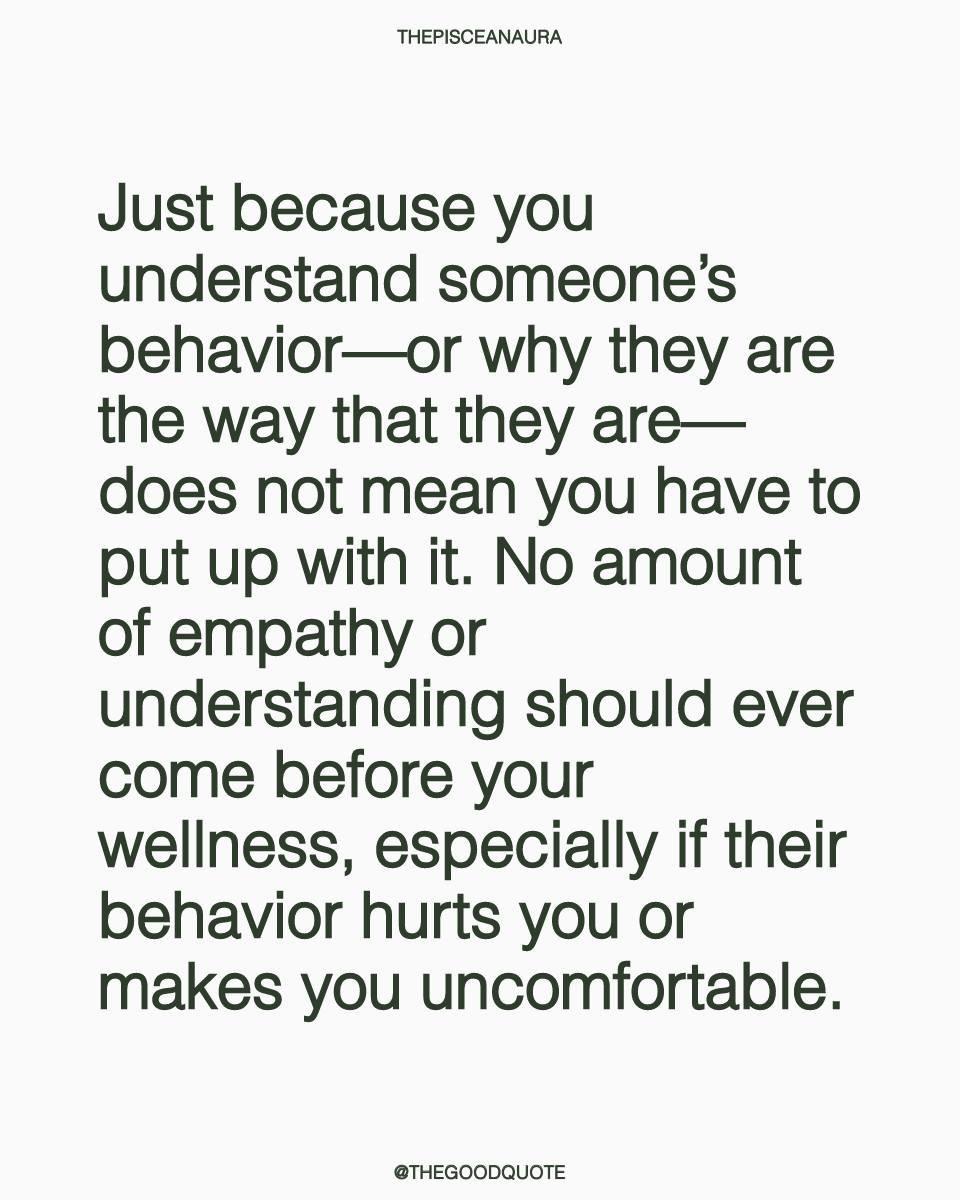 THEPISCEANAURA
Just because you
understand someone’s
behavior—or why they are
the way that they are—
does not mean you have to
put up with it. No amount
of empathy or
understanding should ever
come before your
wellness, especially if their
behavior hurts you or
makes you uncomfortable.
@THEGOODQUOTE